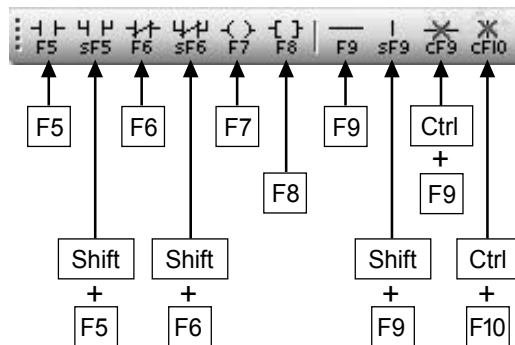 F5 sF5 F6 sF6 F7 F8 F9 sF9 cF9 cF10
F5 F6 F7 F9 Ctrl
+
F8 F9
Shift Shift Shift Ctrl
+ + + +
F5 F6 F9 F10